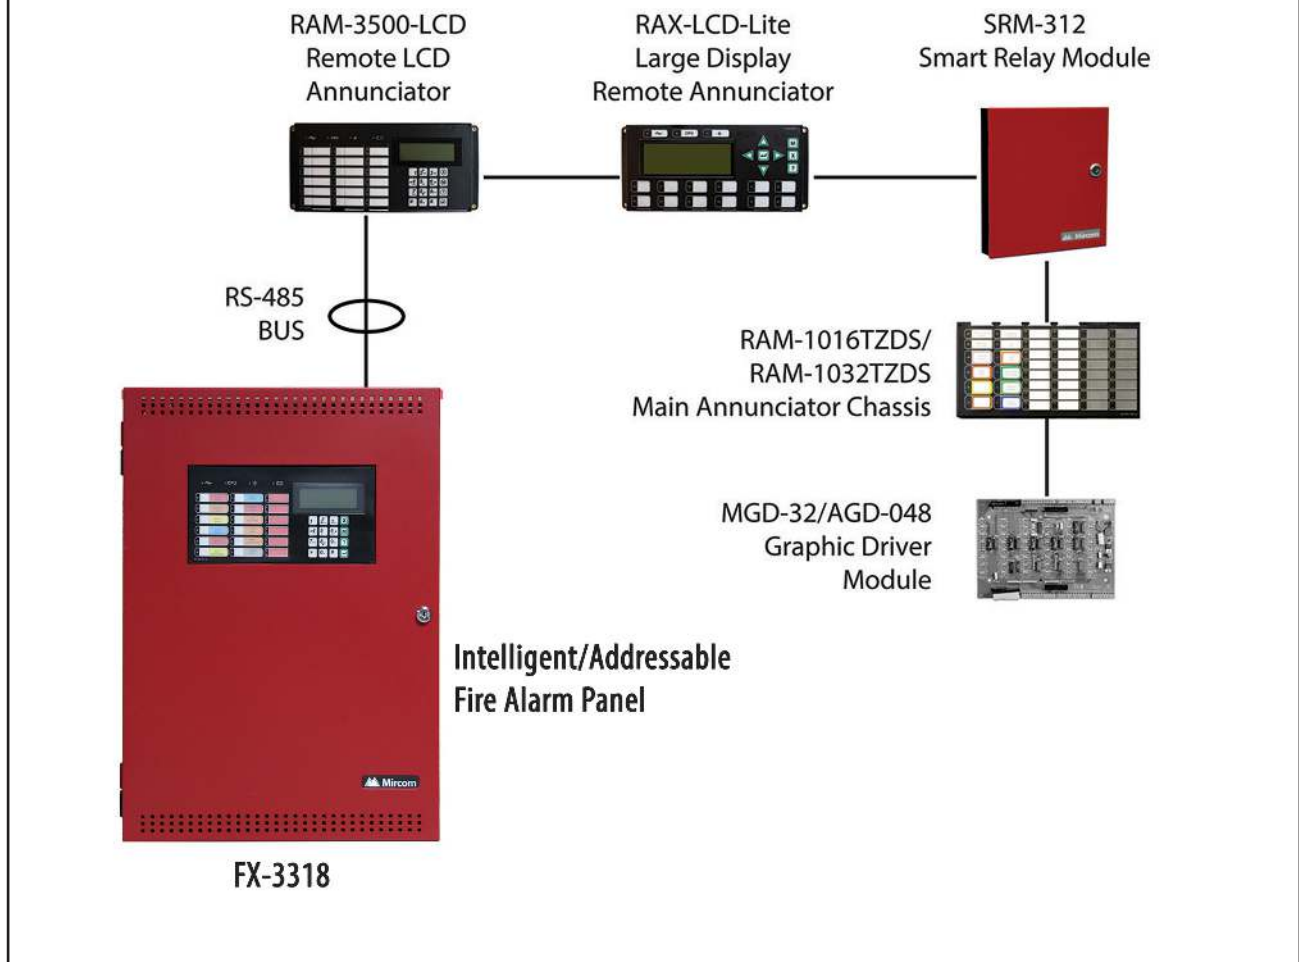 RAM-3500-LCD
Remote LCD
Annunciator
RAX-LCD-Lite
Large Display
Remote Annunciator
SRM-312
Smart Relay Module
Mircom
RS-485
BUS
RAM-1016TZDS/
RAM-1032TZDS
Main Annunciator Chassis
MGD-32/AGD-048
Graphic Driver
Module
Intelligent/Addressable
Fire Alarm Panel
Mircom
FX-3318